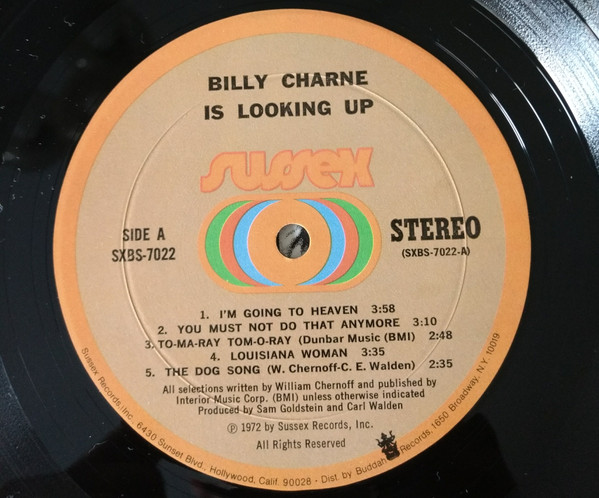 BILLY CHARNE
IS LOOKING UP
sussex
SIDE A
SXBS-7022
STEREO
(SXBS-7022-A)
1. I'M GOING TO HEAVEN 3:58
2. YOU MUST NOT DO THAT ANYMORE 3:10
3. TO-MA-RAY TOM-O-RAY (Dunbar Music (BMI) 2:48
4. LOUISIANA WOMAN 3:35
5. THE DOG SONG (W. Chernoff-C. E. Walden) 2:35
All selections written by William Chernoff and published by
Interior Music Corp. (BMI) unless otherwise indicated
Produced by Sam Goldstein and Carl Walden
℗ 1972 by Sussex Records, Inc.
All Rights Reserved
Sussex Records, Inc. 6430 Sunset Blvd., Hollywood, Calif. 90028 - Dist. by Buddah Records, 1650 Broadway, N.Y. 10019